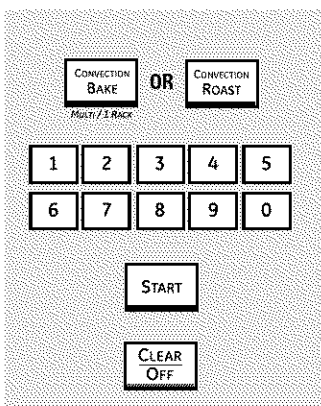 CONVECTION
BAKE
OR
CONVECTION
ROAST
MULTI / 1 RACK
1 2 3 4 5
6 7 8 9 0
START
CLEAR
OFF